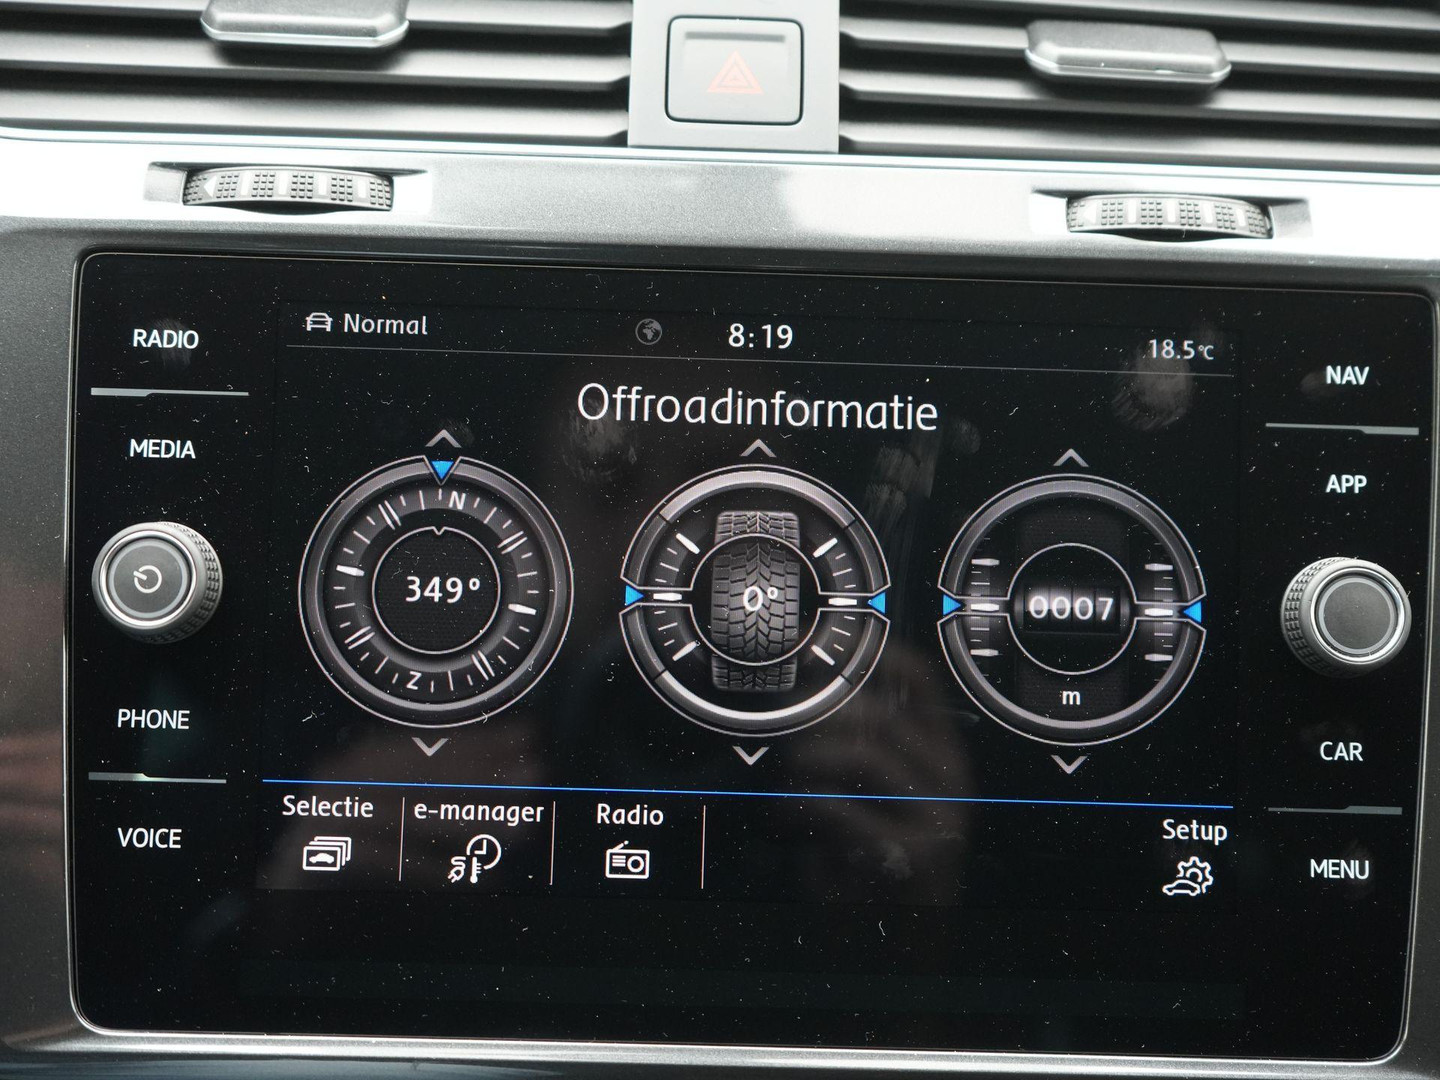 RADIO
MEDIA
PHONE
VOICE
Normal
8:19
18.5°C
Offroadinformatie
N
349°
Z
0°
0007
m
Selectie
e-manager
Radio
Setup
NAV
APP
CAR
MENU